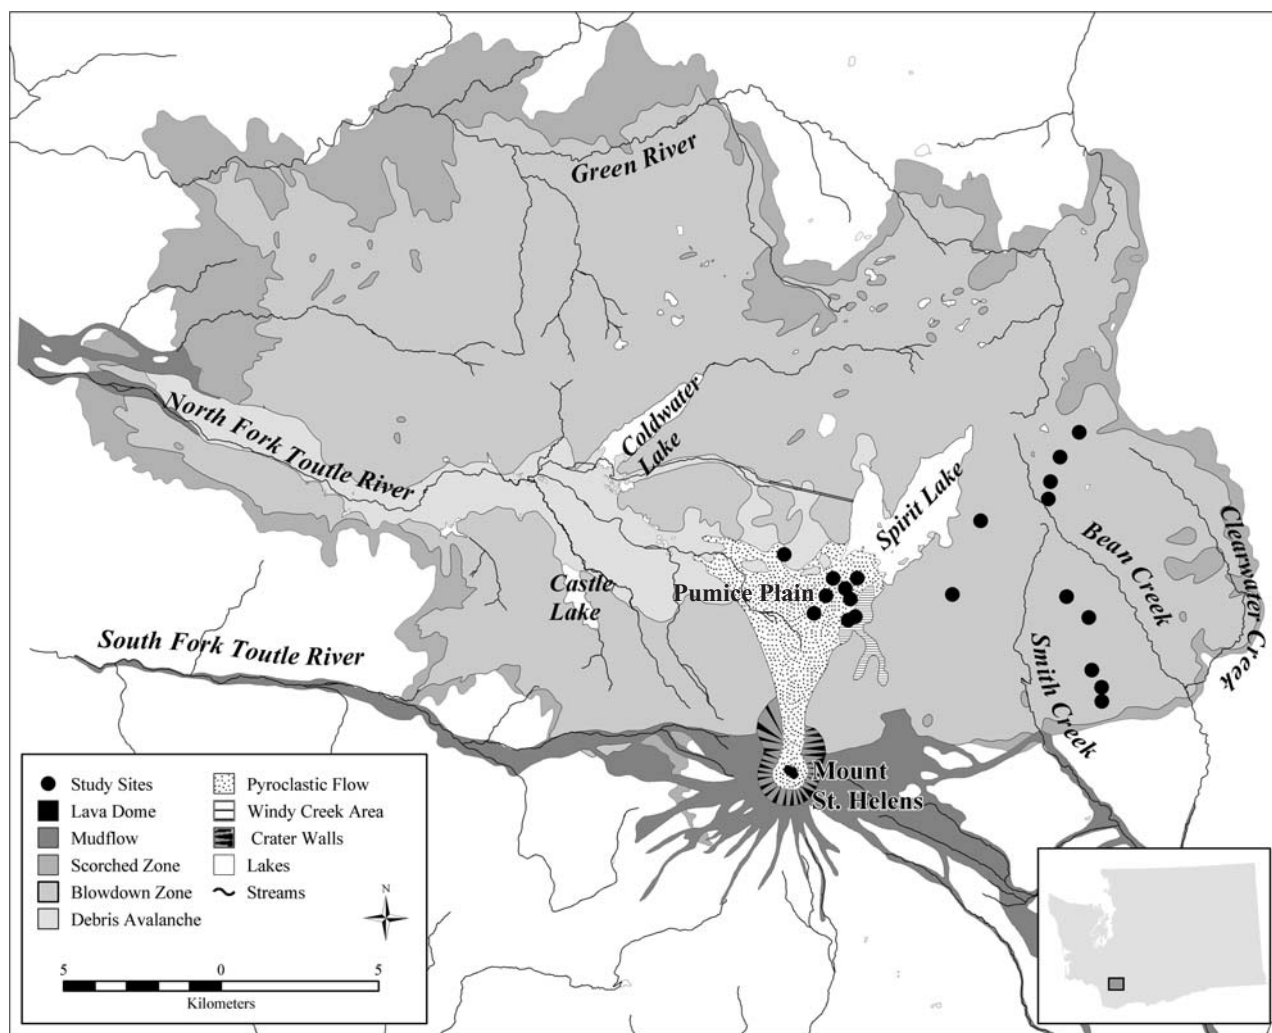 Green River
North Fork Toutle River
Coldwater
Lake
Spirit Lake
Bean Creek
Clearwater Creek
Castle
Lake
Pumice Plain
South Fork Toutle River
Smith Creek
Mount
St. Helens
Study Sites
Lava Dome
Mudflow
Scorched Zone
Blowdown Zone
Debris Avalanche
Pyroclastic Flow
Windy Creek Area
Crater Walls
Lakes
Streams
N
5 0 5
Kilometers